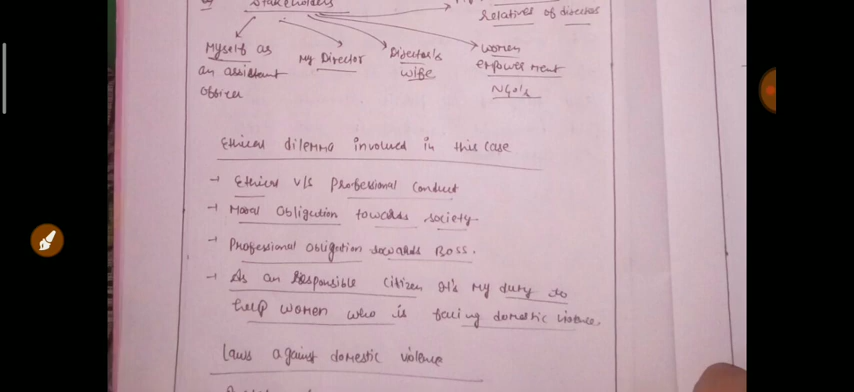 Stakeholders
Relatives of director
Myself as
an assistant
officer
My Director
Director's
wife
women
empowerment
NGO's
Ethical dilemma involved in this case
→ Ethical v/s Professional conduct
→ Moral obligation towards society
→ Professional obligation towards Boss.
→ As an responsible citizen it's my duty to
help women who is facing domestic violence.
Laws against domestic violence